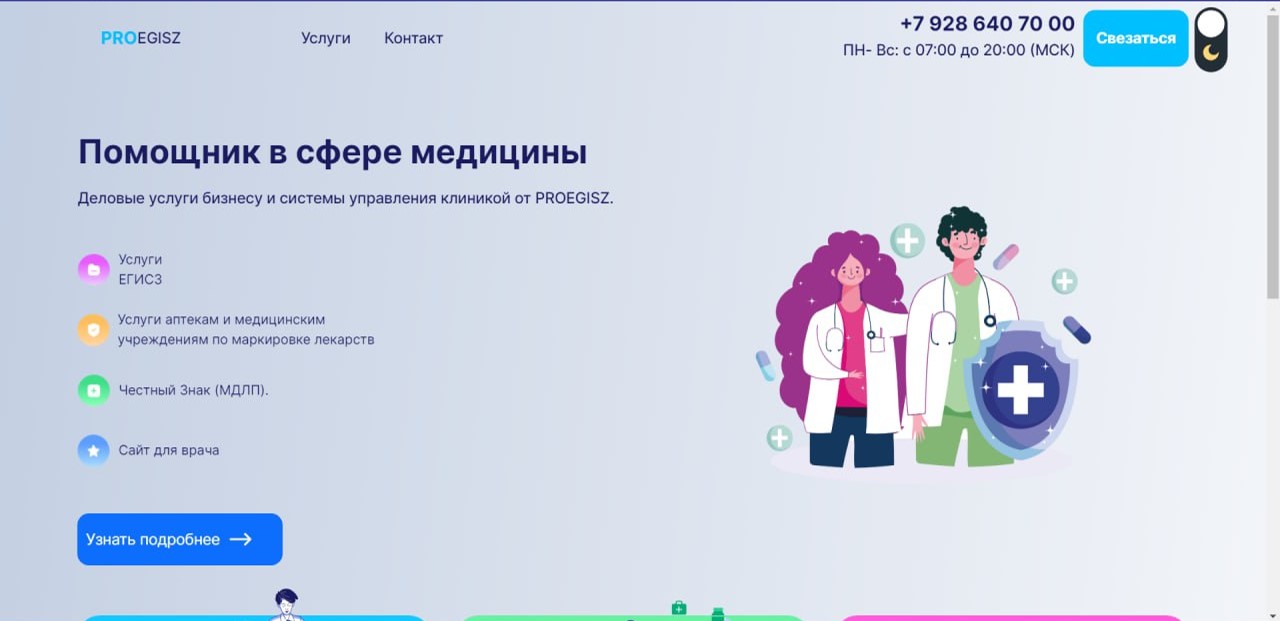 PROEGISZ
Услуги
Контакт
+7 928 640 70 00
ПН- Вс: с 07:00 до 20:00 (МСК)
Свезаться
Помощник в сфере медицины
Деловые услуги бизнесу и системы управления клиникой от PROEGISZ.
Услуги
ЕГИСЗ
Услуги аптекам и медицинским
учреждениям по маркировке лекарств
Честный Знак (МДЛП).
Сайт для врача
Узнать подробнее